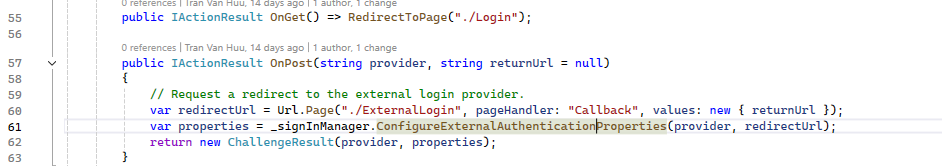 0 references | Tran Van Huu, 14 days ago | 1 author, 1 change
55 public IActionResult OnGet() => RedirectToPage("./Login");
56
0 references | Tran Van Huu, 14 days ago | 1 author, 1 change
57 public IActionResult OnPost(string provider, string returnUrl = null)
58 {
59 // Request a redirect to the external login provider.
60 var redirectUrl = Url.Page("./ExternalLogin", pageHandler: "Callback", values: new { returnUrl });
61 var properties = _signInManager.ConfigureExternalAuthenticationProperties(provider, redirectUrl);
62 return new ChallengeResult(provider, properties);
63 }